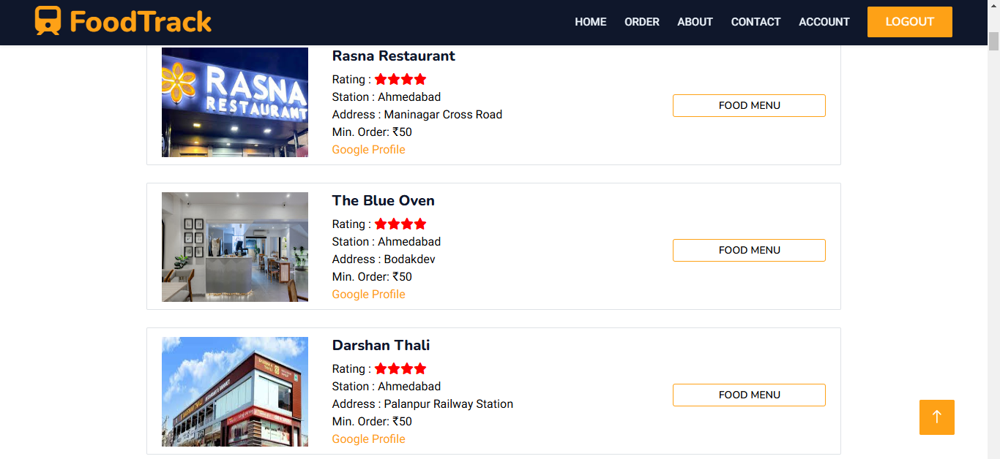 FoodTrack
HOME ORDER ABOUT CONTACT ACCOUNT LOGOUT
RASNA
RESTAURANT
Rasna Restaurant
Rating :
Station : Ahmedabad
Address : Maninagar Cross Road
Min. Order: ₹50
Google Profile
FOOD MENU
The Blue Oven
Rating :
Station : Ahmedabad
Address : Bodakdev
Min. Order: ₹50
Google Profile
FOOD MENU
DARSHAN THALI
Darshan Thali
Rating :
Station : Ahmedabad
Address : Palanpur Railway Station
Min. Order: ₹50
Google Profile
FOOD MENU